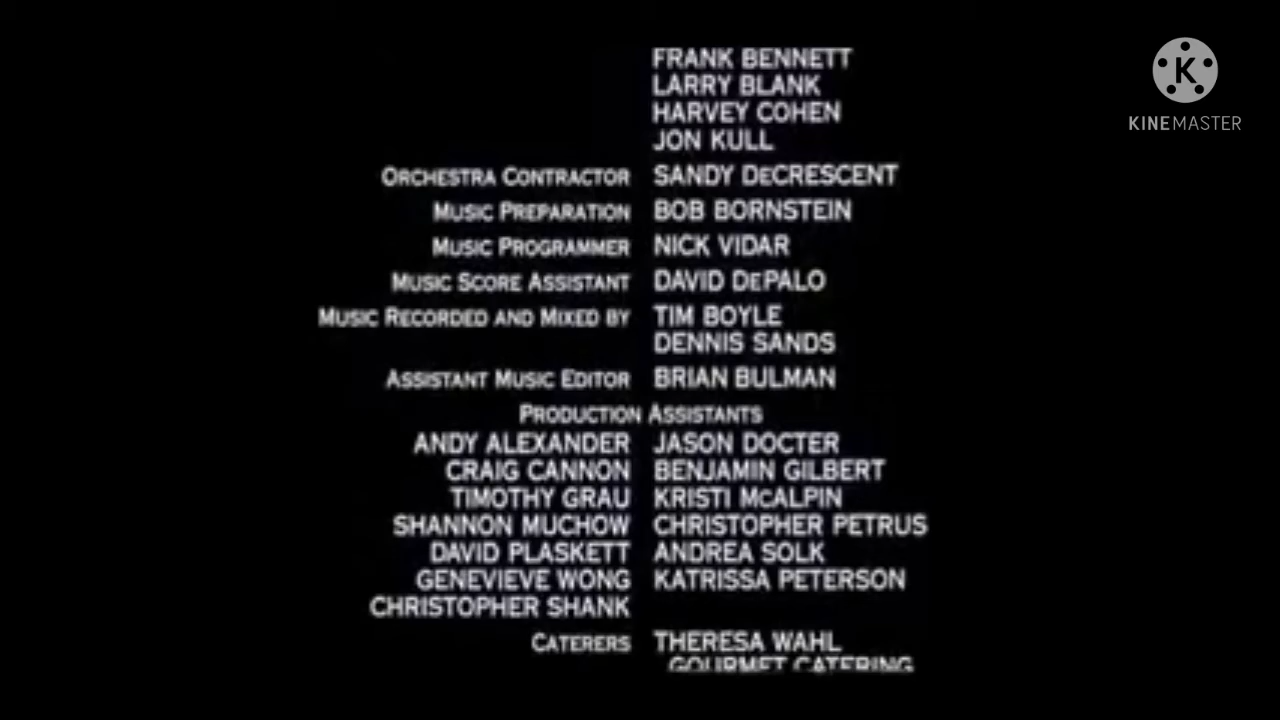 FRANK BENNETT
LARRY BLANK
HARVEY COHEN
JON KULL
ORCHESTRA CONTRACTOR SANDY DECRESCENT
MUSIC PREPARATION BOB BORNSTEIN
MUSIC PROGRAMMER NICK VIDAR
MUSIC SCORE ASSISTANT DAVID DEPALO
MUSIC RECORDED AND MIXED BY TIM BOYLE
DENNIS SANDS
ASSISTANT MUSIC EDITOR BRIAN BULMAN
PRODUCTION ASSISTANTS
ANDY ALEXANDER JASON DOCTER
CRAIG CANNON BENJAMIN GILBERT
TIMOTHY GRAU KRISTI MCALPIN
SHANNON MUCHOW CHRISTOPHER PETRUS
DAVID PLASKETT ANDREA SOLK
GENEVIEVE WONG KATRISSA PETERSON
CHRISTOPHER SHANK
CATERERS THERESA WAHL
GOURMET CATERING
K
KINEMASTER